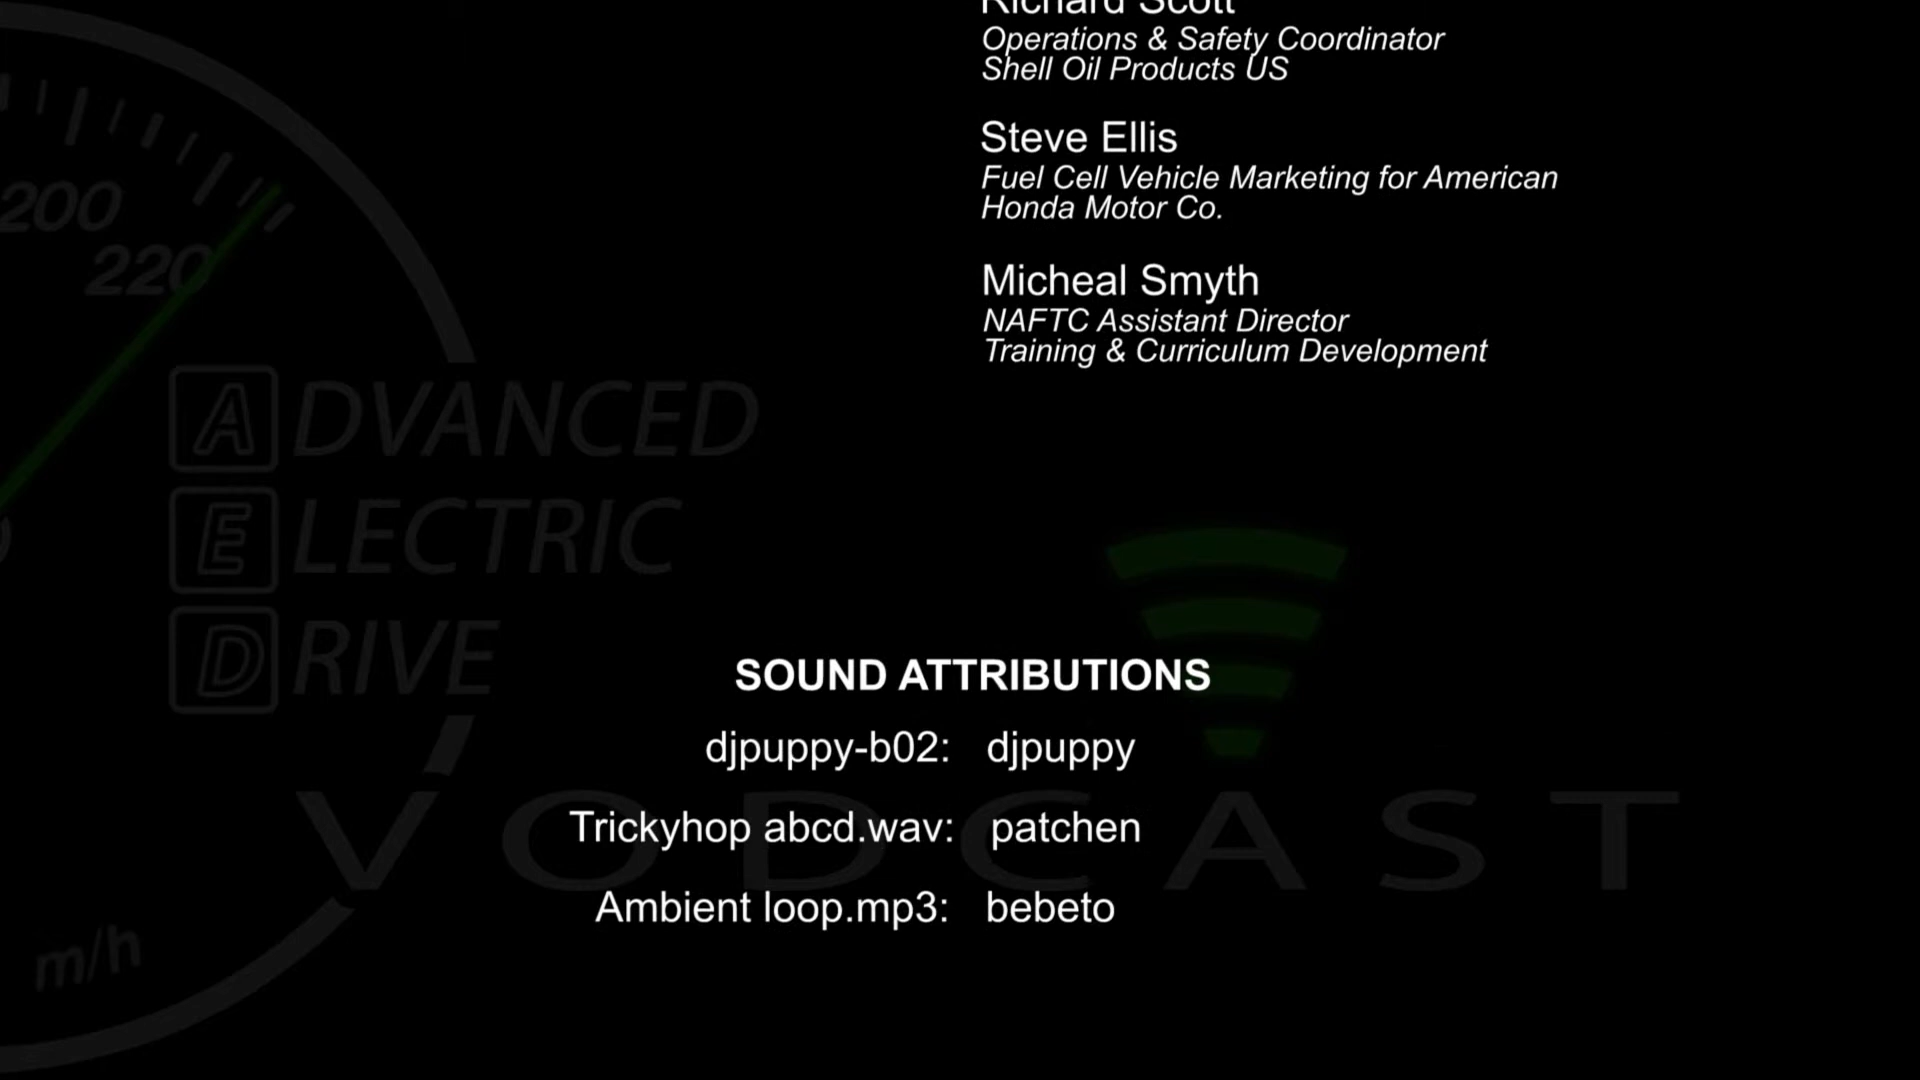 Richard Scott
Operations & Safety Coordinator
Shell Oil Products US
Steve Ellis
Fuel Cell Vehicle Marketing for American
Honda Motor Co.
Micheal Smyth
NAFTC Assistant Director
Training & Curriculum Development
200
220
ADVANCED
ELECTRIC
DRIVE
SOUND ATTRIBUTIONS
djpuppy-b02: djpuppy
Trickyhop abcd.wav: patchen
Ambient loop.mp3: bebeto
VODCAST
m/h